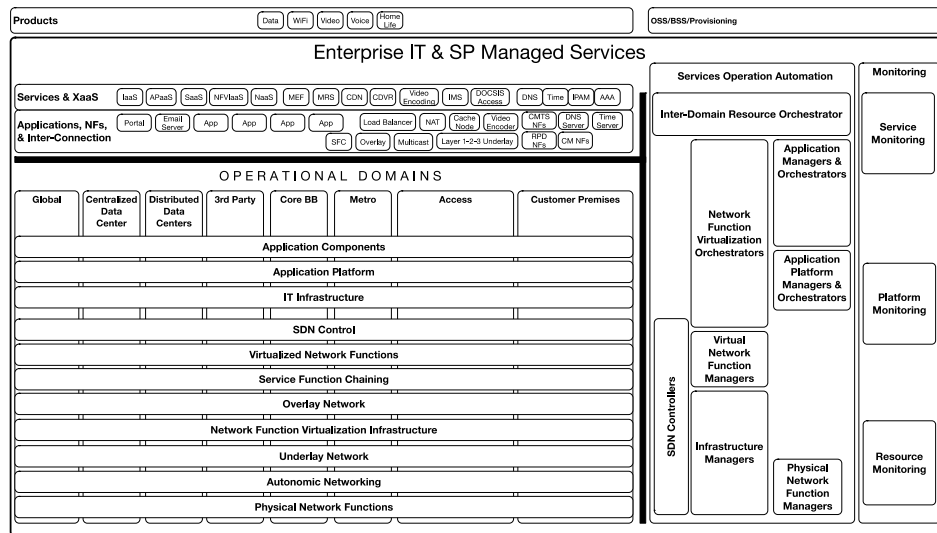 Products
Data
WiFi
Video
Voice
Home
Life
OSS/BSS/Provisioning
Enterprise IT & SP Managed Services
Services & XaaS
IaaS
APaaS
SaaS
NFVIaaS
NaaS
MEF
MRS
CDN
CDVR
Video
Encoding
IMS
DOCSIS
Access
DNS
Time
IPAM
AAA
Applications, NFs,
& Inter-Connection
Portal
Email
Server
App
App
App
App
Load Balancer
NAT
Cache
Node
Video
Encoder
CMTS
NFs
DNS
Server
Time
Server
SFC
Overlay
Multicast
Layer 1-2-3 Underlay
RPD
NFs
CM NFs
OPERATIONAL DOMAINS
Global
Centralized
Data
Center
Distributed
Data
Centers
3rd Party
Core BB
Metro
Access
Customer Premises
Application Components
Application Platform
IT Infrastructure
SDN Control
Virtualized Network Functions
Service Function Chaining
Overlay Network
Network Function Virtualization Infrastructure
Underlay Network
Autonomic Networking
Physical Network Functions
Services Operation Automation
Inter-Domain Resource Orchestrator
Network
Function
Virtualization
Orchestrators
Application
Managers &
Orchestrators
Application
Platform
Managers &
Orchestrators
SDN Controllers
Virtual
Network
Function
Managers
Infrastructure
Managers
Physical
Network
Function
Managers
Monitoring
Service
Monitoring
Platform
Monitoring
Resource
Monitoring